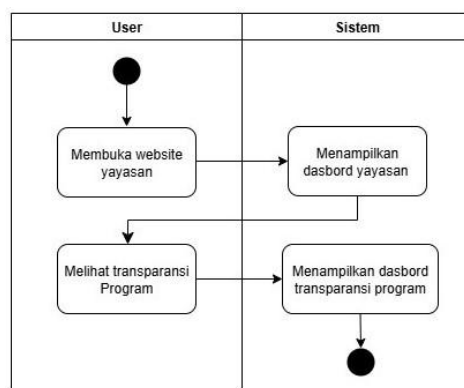 User
Sistem
Membuka website
yayasan
Menampilkan
dasbord yayasan
Melihat transparansi
Program
Menampilkan dasbord
transparansi program